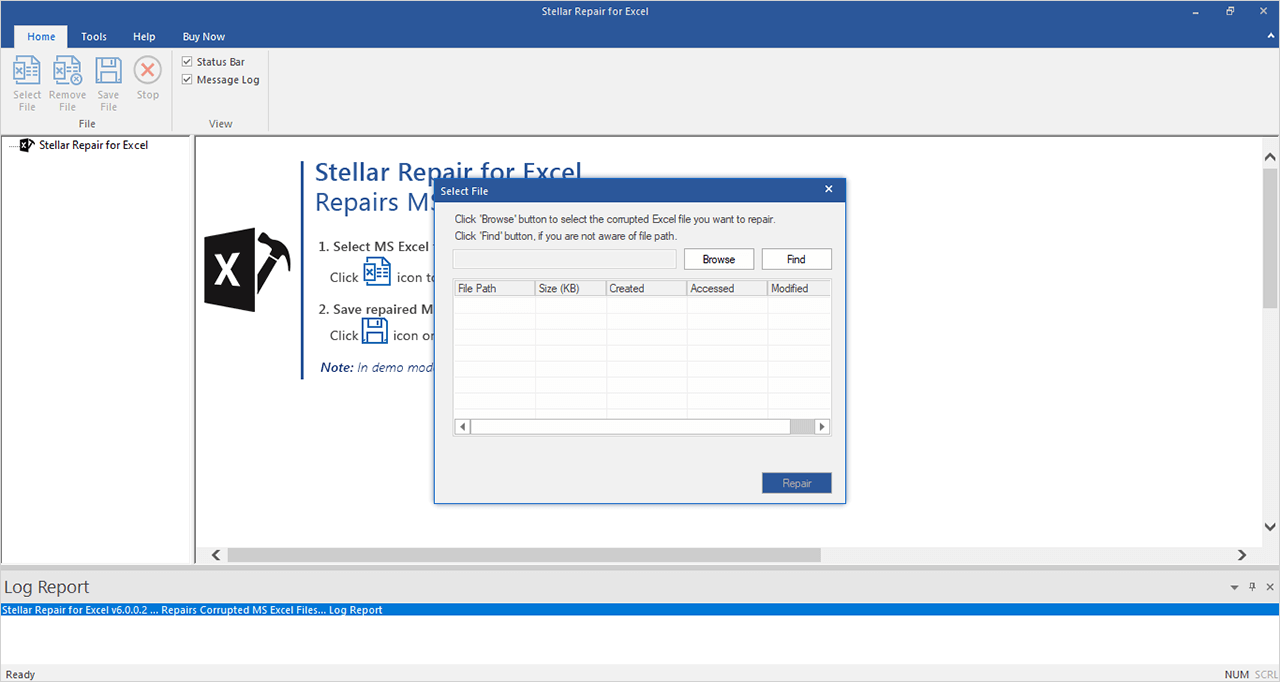 Stellar Repair for Excel
Home Tools Help Buy Now
Select File
Remove File
Save File
Stop
File
Status Bar
Message Log
View
Stellar Repair for Excel
Stellar Repair for Excel
Repairs MS
1. Select MS Excel
Click icon to
2. Save repaired M
Click icon or
Note: In demo mode
Select File
Click 'Browse' button to select the corrupted Excel file you want to repair.
Click 'Find' button, if you are not aware of file path.
Browse Find
File Path Size (KB) Created Accessed Modified
Repair
Log Report
Stellar Repair for Excel v6.0.0.2 ... Repairs Corrupted MS Excel Files... Log Report
Ready NUM SCRL